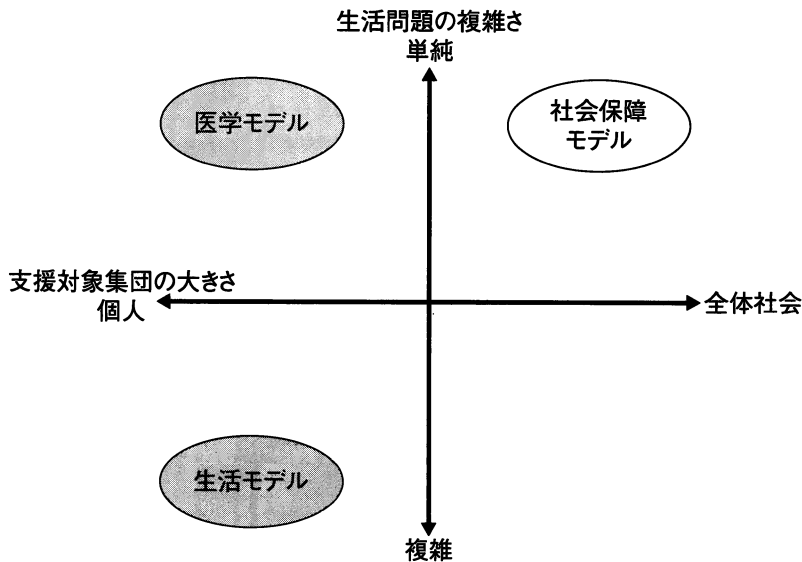 生活問題の複雑さ
単純
医学モデル
社会保障
モデル
支援対象集団の大きさ
個人
全体社会
生活モデル
複雑